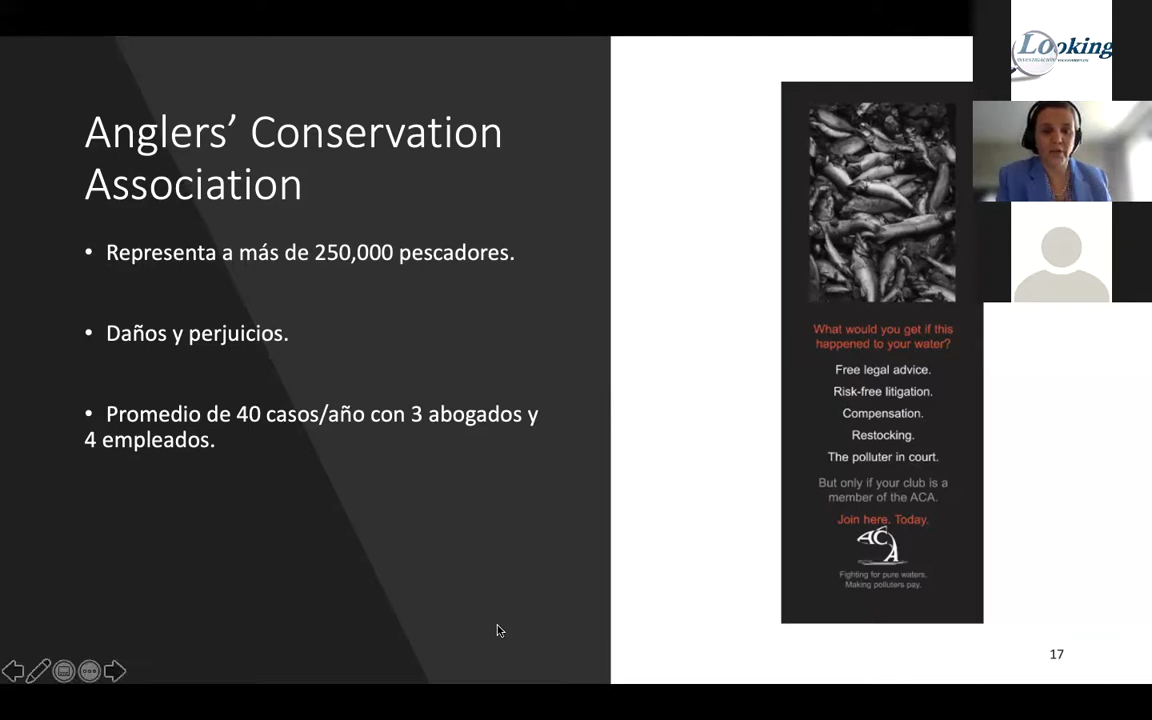 Anglers’ Conservation
Association
• Representa a más de 250,000 pescadores.
• Daños y perjuicios.
• Promedio de 40 casos/año con 3 abogados y
4 empleados.
What would you get if this
happened to your water?
Free legal advice.
Risk-free litigation.
Compensation.
Restocking.
The polluter in court.
But only if your club is a
member of the ACA.
Join here. Today.
ACA
Fighting for pure waters.
Making polluters pay.
17
Looking